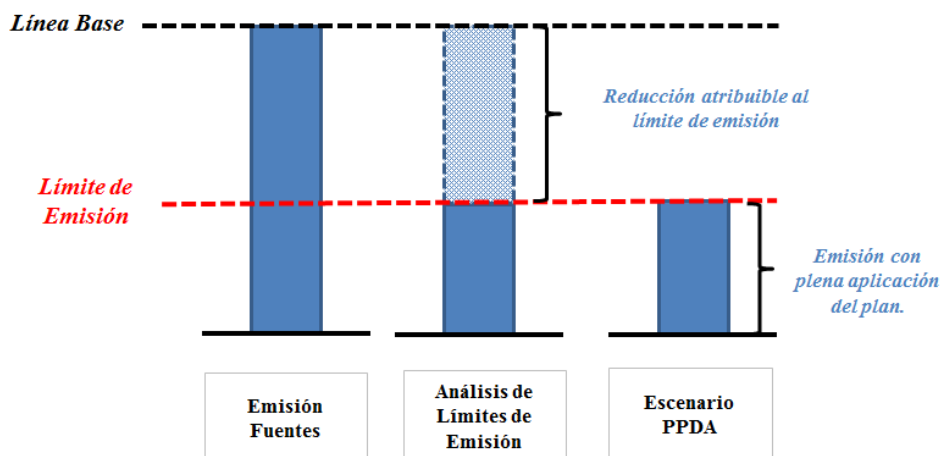 Línea Base
Reducción atribuible al
límite de emisión
Límite de
Emisión
Emisión con
plena aplicación
del plan.
Emisión
Fuentes
Análisis de
Límites de
Emisión
Escenario
PPDA